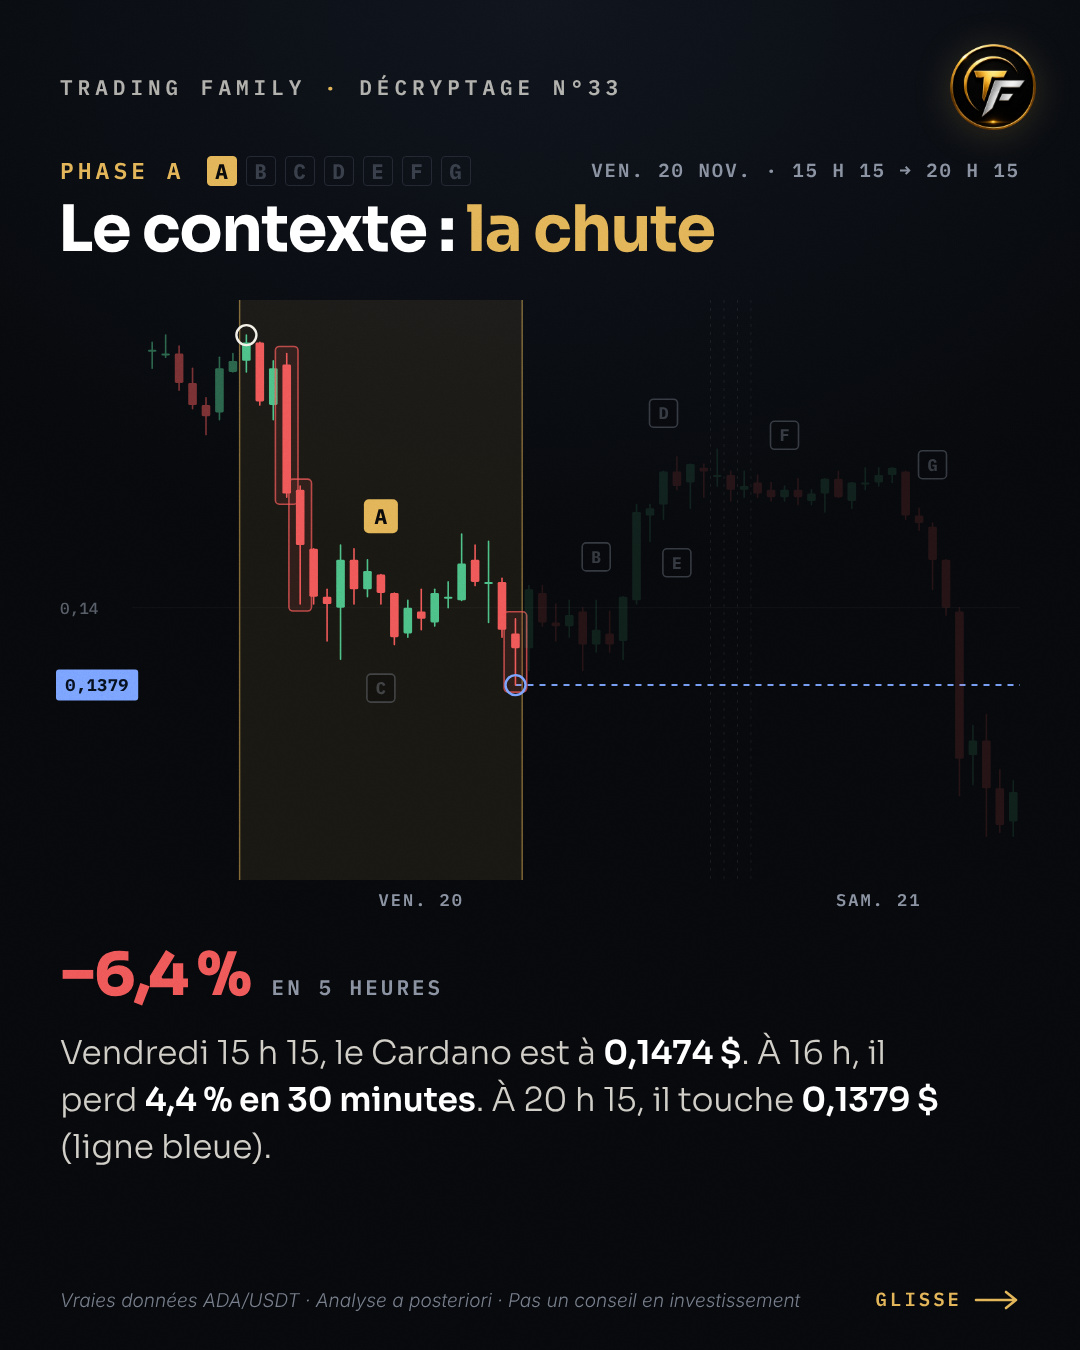 TRADING FAMILY · DÉCRYPTAGE N°33
TF
PHASE A A B C D E F G
VEN. 20 NOV. · 15 H 15 → 20 H 15
Le contexte : la chute
D
F
G
A
B
E
0,14
0,1379
C
VEN. 20
SAM. 21
−6,4 % EN 5 HEURES
Vendredi 15 h 15, le Cardano est à 0,1474 $. À 16 h, il
perd 4,4 % en 30 minutes. À 20 h 15, il touche 0,1379 $
(ligne bleue).
Vraies données ADA/USDT · Analyse a posteriori · Pas un conseil en investissement
GLISSE →